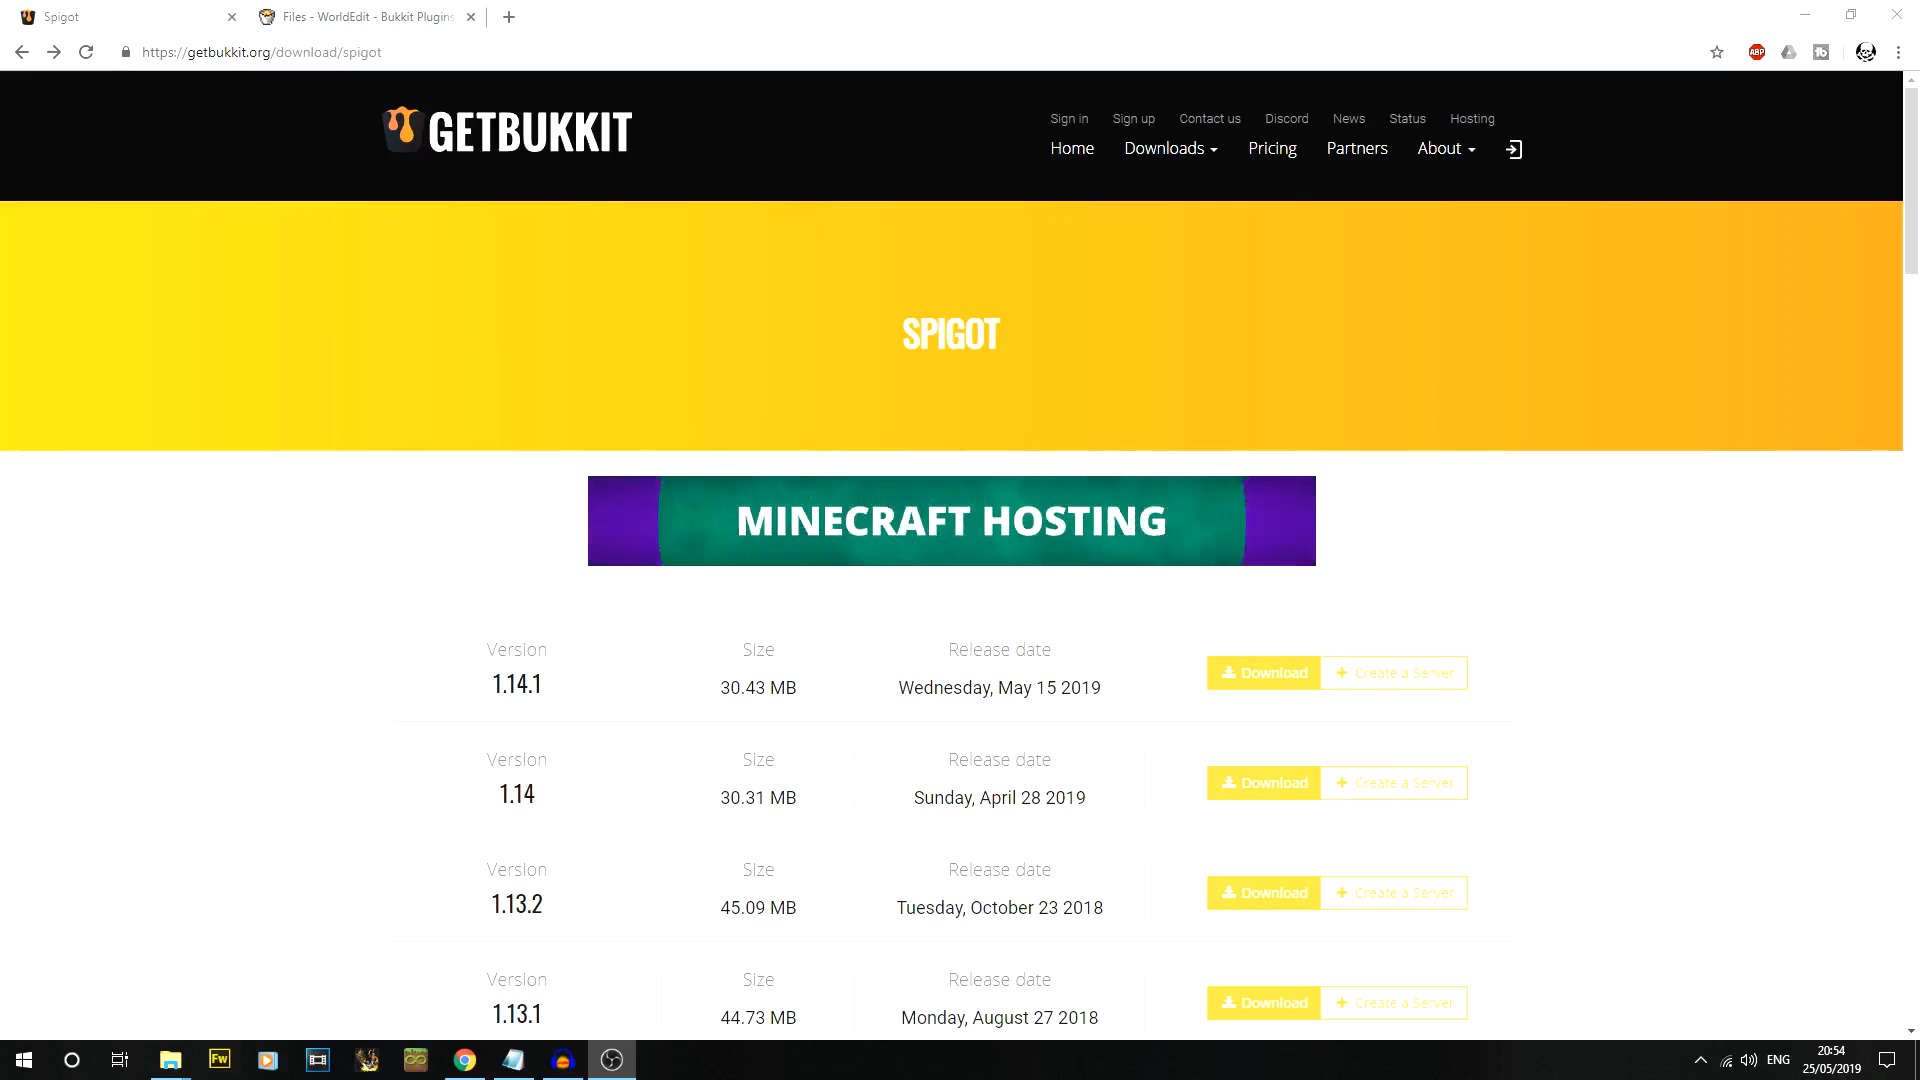 Spigot
Files - WorldEdit - Bukkit Plugins
https://getbukkit.org/download/spigot
ABP
GETBUKKIT
Sign in Sign up Contact us Discord News Status Hosting
Home Downloads Pricing Partners About
SPIGOT
MINECRAFT HOSTING
Version Size Release date
1.14.1 30.43 MB Wednesday, May 15 2019 Download Create a Server
Version Size Release date
1.14 30.31 MB Sunday, April 28 2019 Download Create a Server
Version Size Release date
1.13.2 45.09 MB Tuesday, October 23 2018 Download Create a Server
Version Size Release date
1.13.1 44.73 MB Monday, August 27 2018 Download Create a Server
Fw
ENG
20:54
25/05/2019